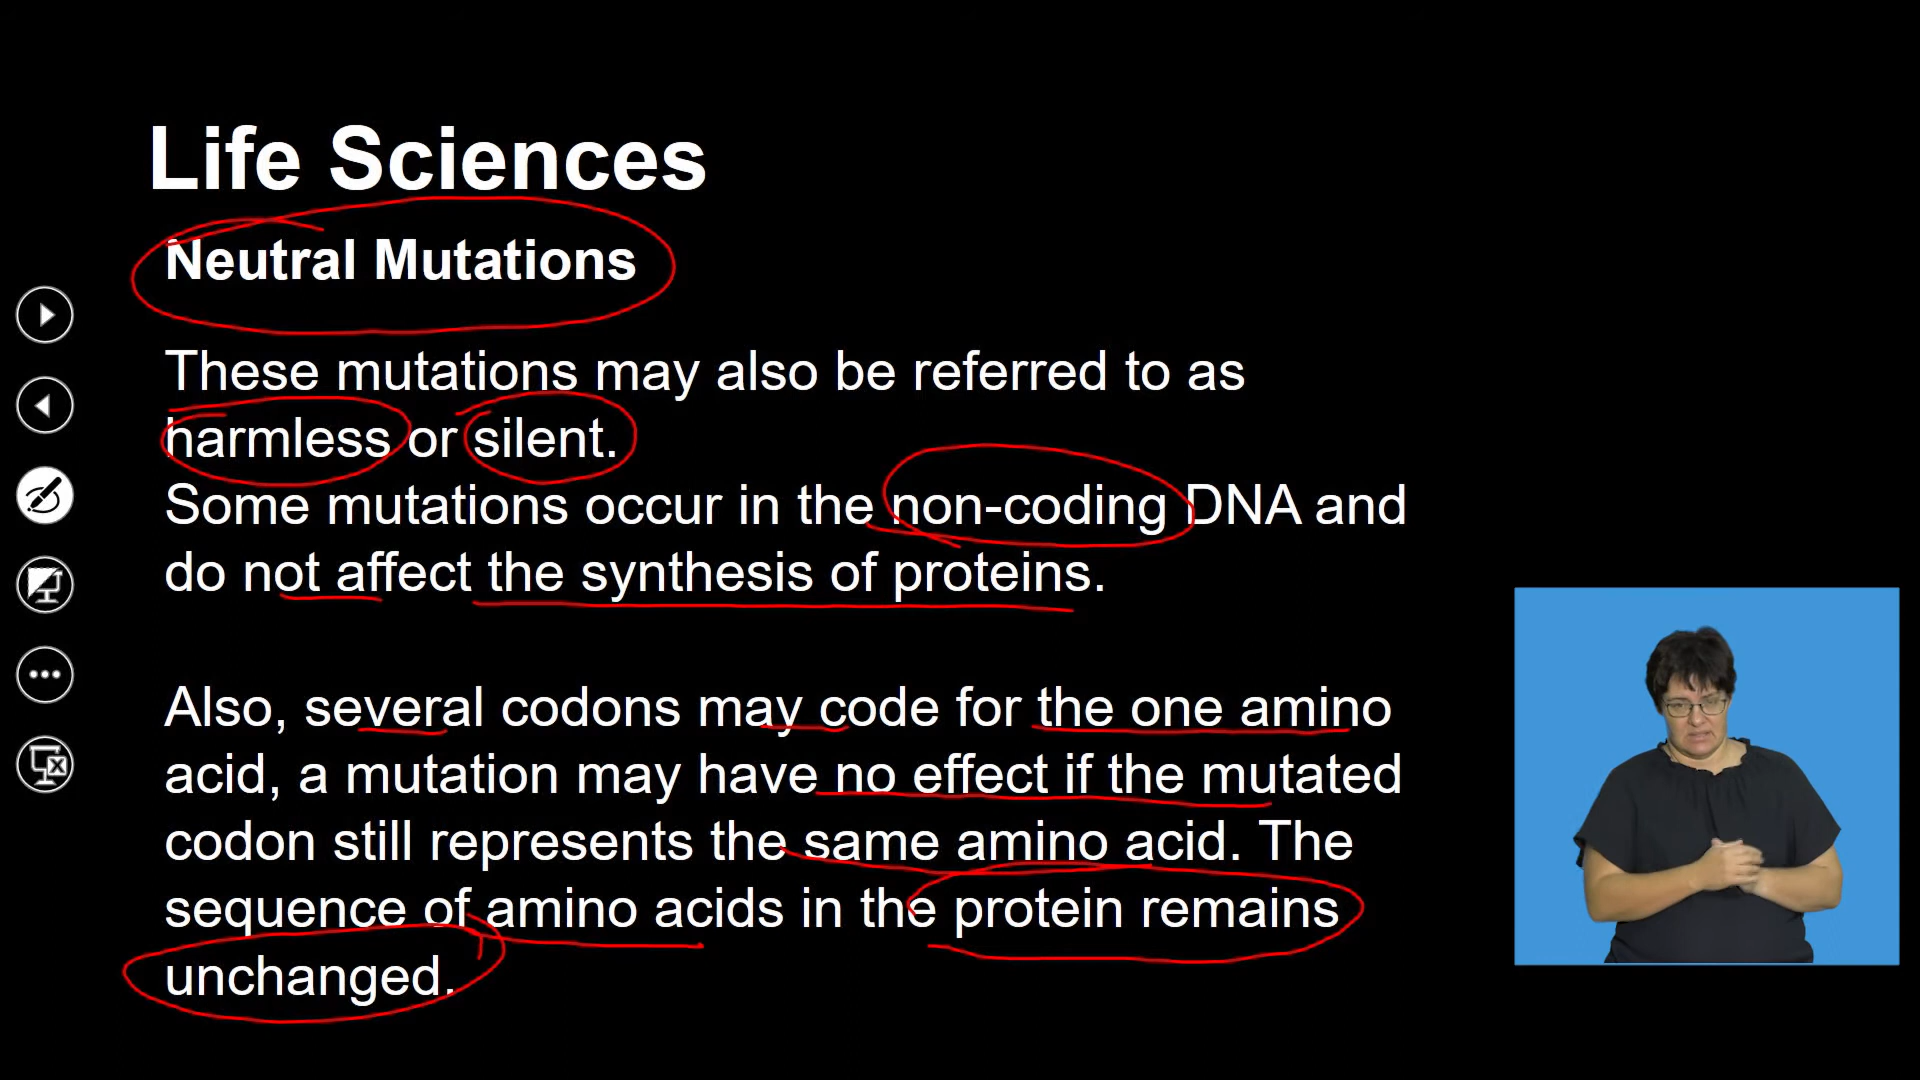 Life Sciences
Neutral Mutations
These mutations may also be referred to as
harmless or silent.
Some mutations occur in the non-coding DNA and
do not affect the synthesis of proteins.
Also, several codons may code for the one amino
acid, a mutation may have no effect if the mutated
codon still represents the same amino acid. The
sequence of amino acids in the protein remains
unchanged.